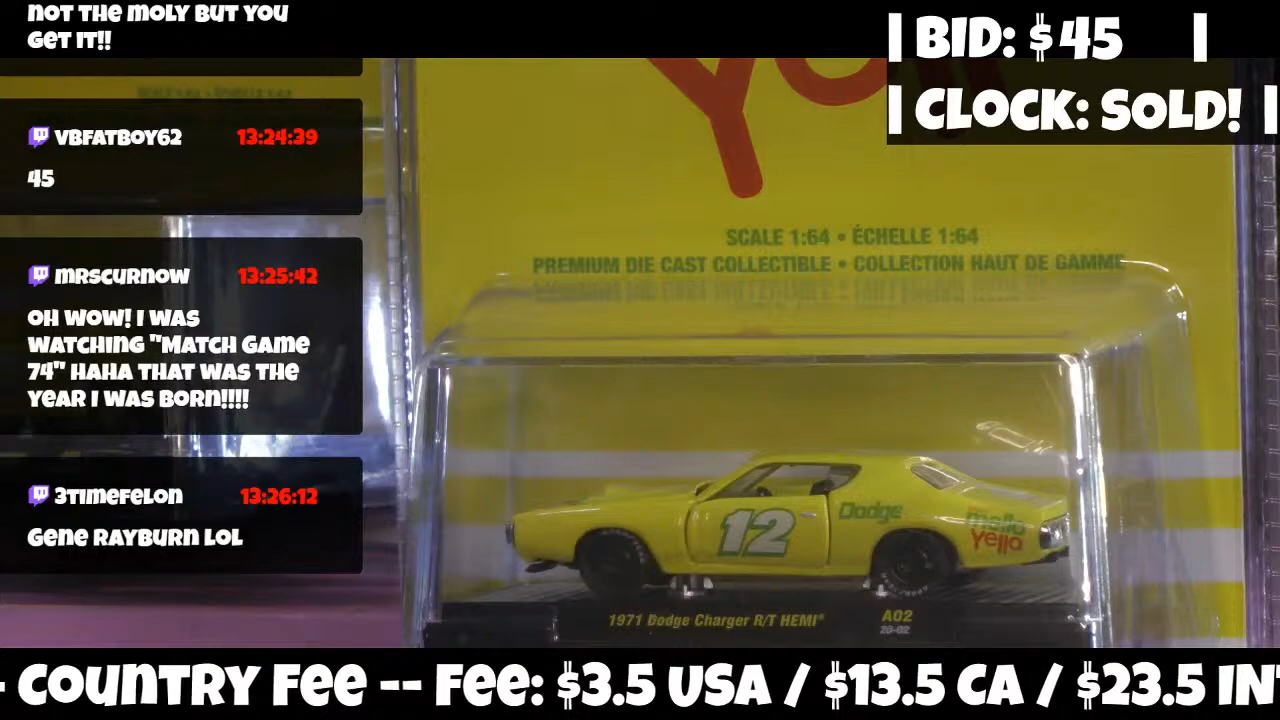 not the moly but you
get it!!
| Bid: $45 |
| Clock: SOLD! |
VBFATBOY62 13:24:39
45
mrscurnow 13:25:42
OH WOW! I WAS
WATCHING "MATCH GAME
74" HAHA THAT WAS THE
YEAR I WAS BORN!!!!
3timefelon 13:26:12
Gene Rayburn LOL
Yell
SCALE 1:64 • ÉCHELLE 1:64
PREMIUM DIE CAST COLLECTIBLE • COLLECTION HAUT DE GAMME
12
Dodge
mello
Yello
1971 Dodge Charger R/T HEMI®
A02
20-02
Country Fee -- Fee: $3.5 USA / $13.5 CA / $23.5 IN